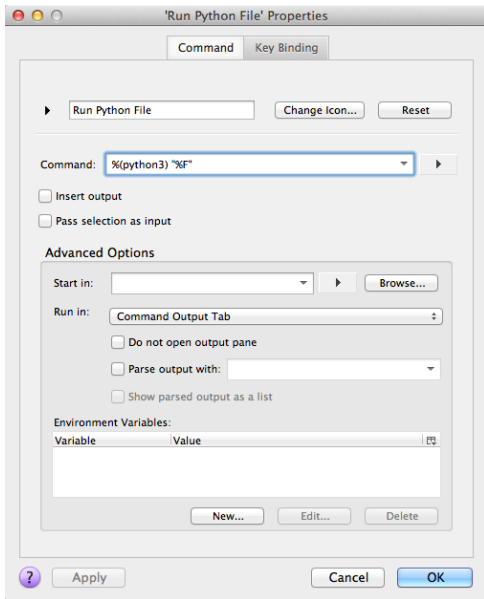 'Run Python File' Properties
Command Key Binding
Run Python File Change Icon... Reset
Command: %(python3) "%F"
Insert output
Pass selection as input
Advanced Options
Start in: Browse...
Run in: Command Output Tab
Do not open output pane
Parse output with:
Show parsed output as a list
Environment Variables:
Variable Value
New... Edit... Delete
? Apply Cancel OK